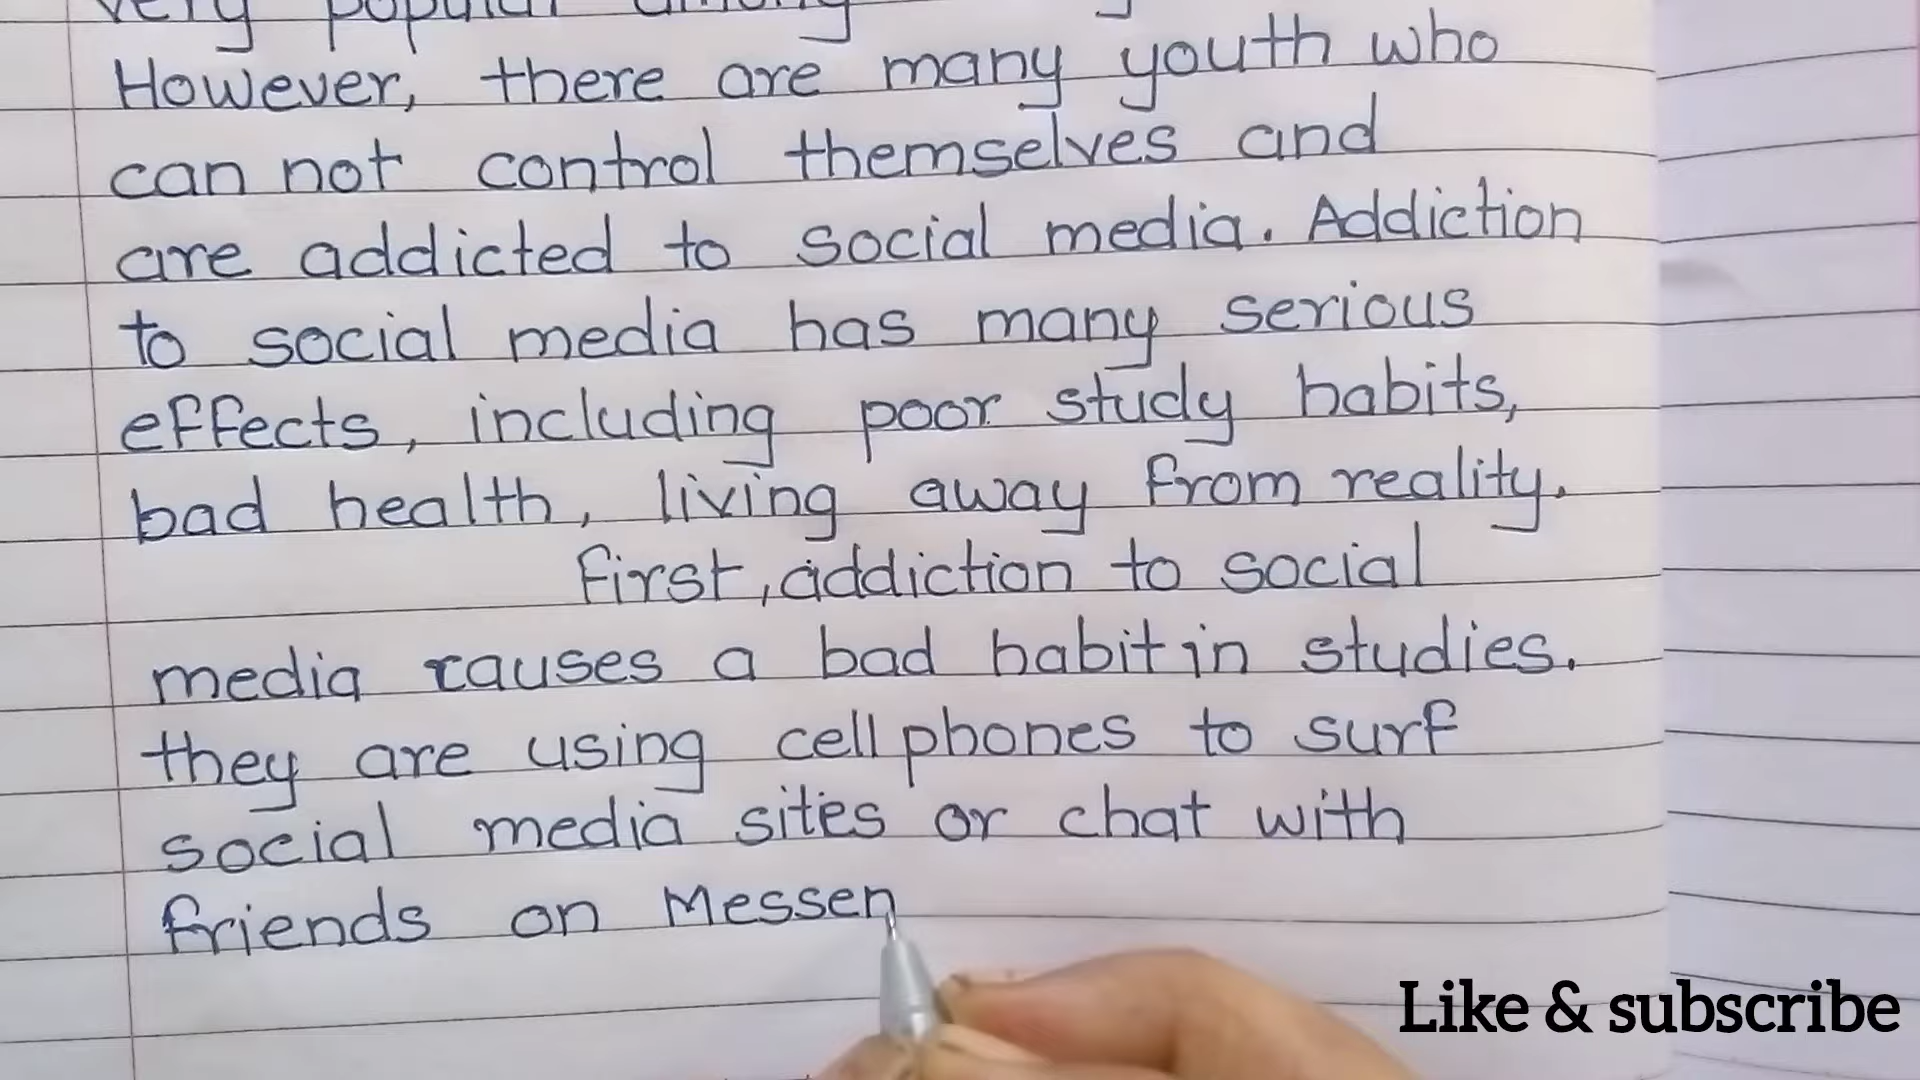 very popular among
However, there are many youth who
can not control themselves and
are addicted to social media. Addiction
to social media has many serious
effects, including poor study habits,
bad health, living away from reality.
First, addiction to social
media causes a bad habit in studies.
they are using cell phones to surf
social media sites or chat with
friends on Messen
Like & subscribe